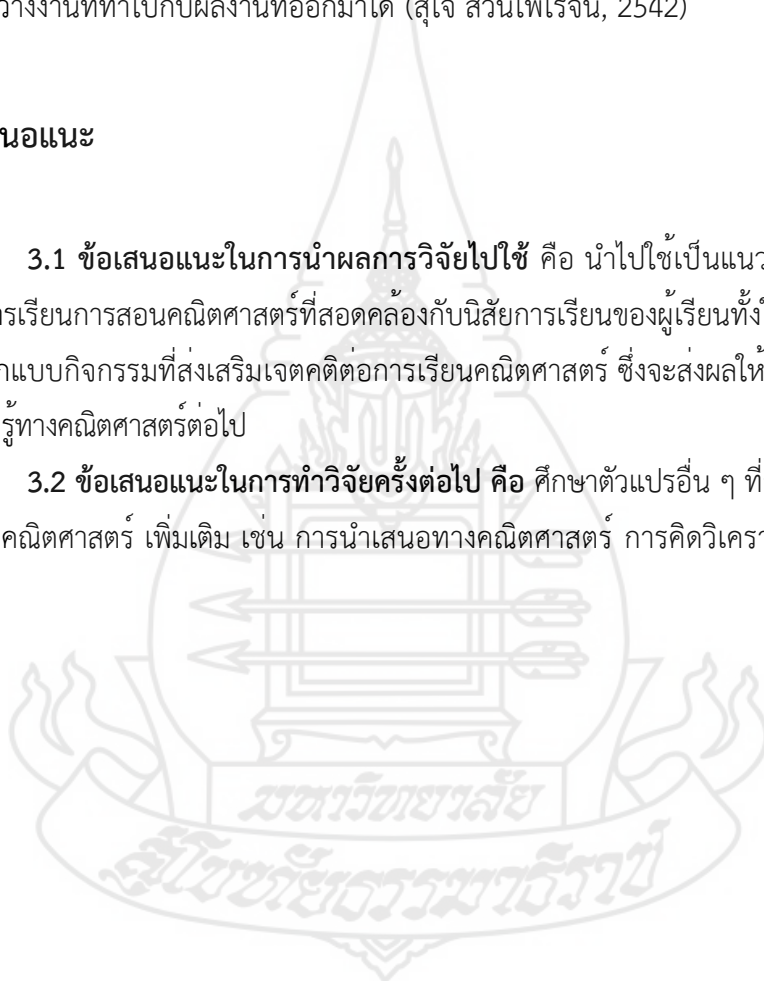 ว่างงานที่ทำไปกับผลงานที่ออกมาได้ (สุใจ ส่วนไพโรจน์, 2542)
นอแนะ
3.1 ข้อเสนอแนะในการนำผลการวิจัยไปใช้ คือ นำไปใช้เป็นแนว
รเรียนการสอนคณิตศาสตร์ที่สอดคล้องกับนิสัยการเรียนของผู้เรียนทั้งใ
กแบบกิจกรรมที่ส่งเสริมเจตคติต่อการเรียนคณิตศาสตร์ ซึ่งจะส่งผลให้
รู้ทางคณิตศาสตร์ต่อไป
3.2 ข้อเสนอแนะในการทำวิจัยครั้งต่อไป คือ ศึกษาตัวแปรอื่น ๆ ที่
คณิตศาสตร์ เพิ่มเติม เช่น การนำเสนอทางคณิตศาสตร์ การคิดวิเครา
มหาวิทยาลัย
สุโขทัยธรรมาธิราช